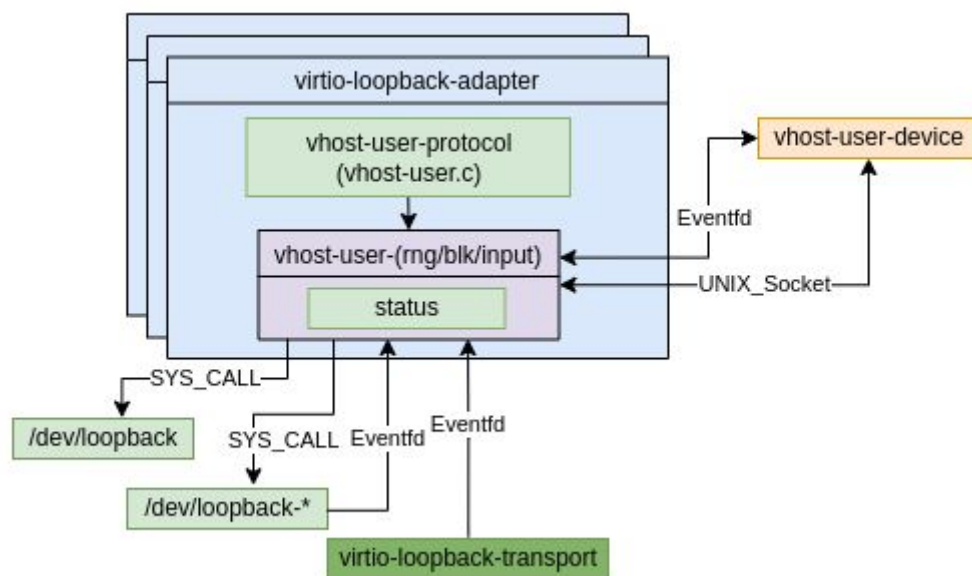 virtio-loopback-adapter
vhost-user-protocol
(vhost-user.c)
vhost-user-device
Eventfd
vhost-user-(rng/blk/input)
UNIX_Socket
status
SYS_CALL
/dev/loopback
SYS_CALL
Eventfd
Eventfd
/dev/loopback-*
virtio-loopback-transport